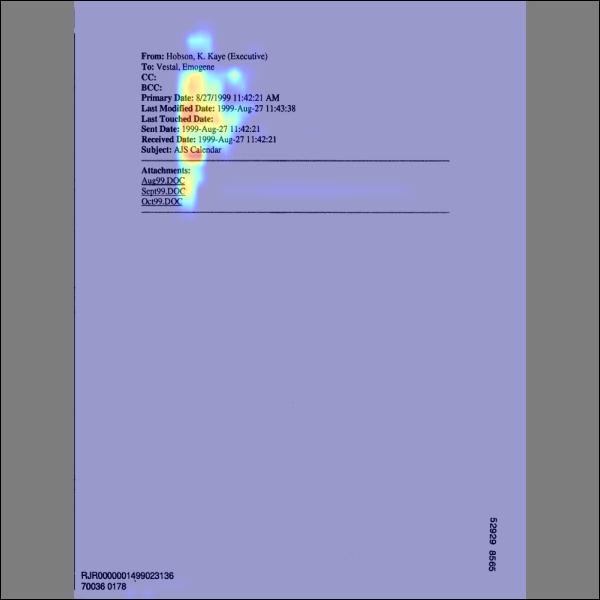 From: Hobson, K. Kaye (Executive)
To: Vestal, Emogene
CC:
BCC:
Primary Date: 8/27/1999 11:42:21 AM
Last Modified Date: 1999-Aug-27 11:43:38
Last Touched Date:
Sent Date: 1999-Aug-27 11:42:21
Received Date: 1999-Aug-27 11:42:21
Subject: AJS Calendar
Attachments:
Aug99.DOC
Sept99.DOC
Oct99.DOC
52929 8565
RJR0000001499023136
70036 0178